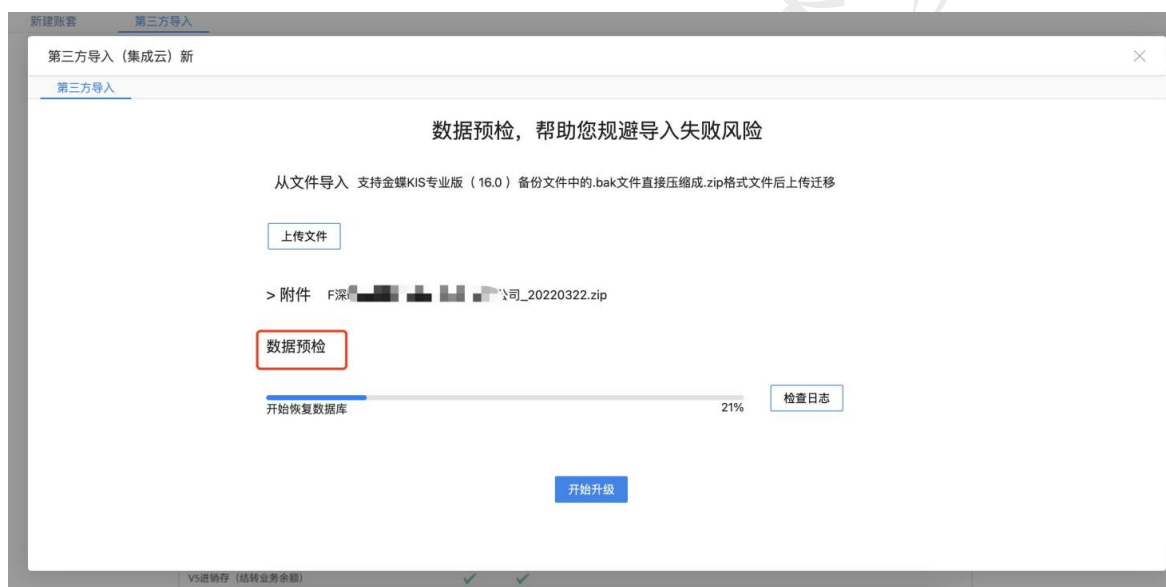 新建账套 第三方导入
第三方导入（集成云）新
第三方导入
数据预检，帮助您规避导入失败风险
从文件导入 支持金蝶KIS专业版（16.0）备份文件中的.bak文件直接压缩成.zip格式文件后上传迁移
上传文件
> 附件 F深 公司_20220322.zip
数据预检
开始恢复数据库 21% 检查日志
开始升级
V5进销存（结转业务余额）